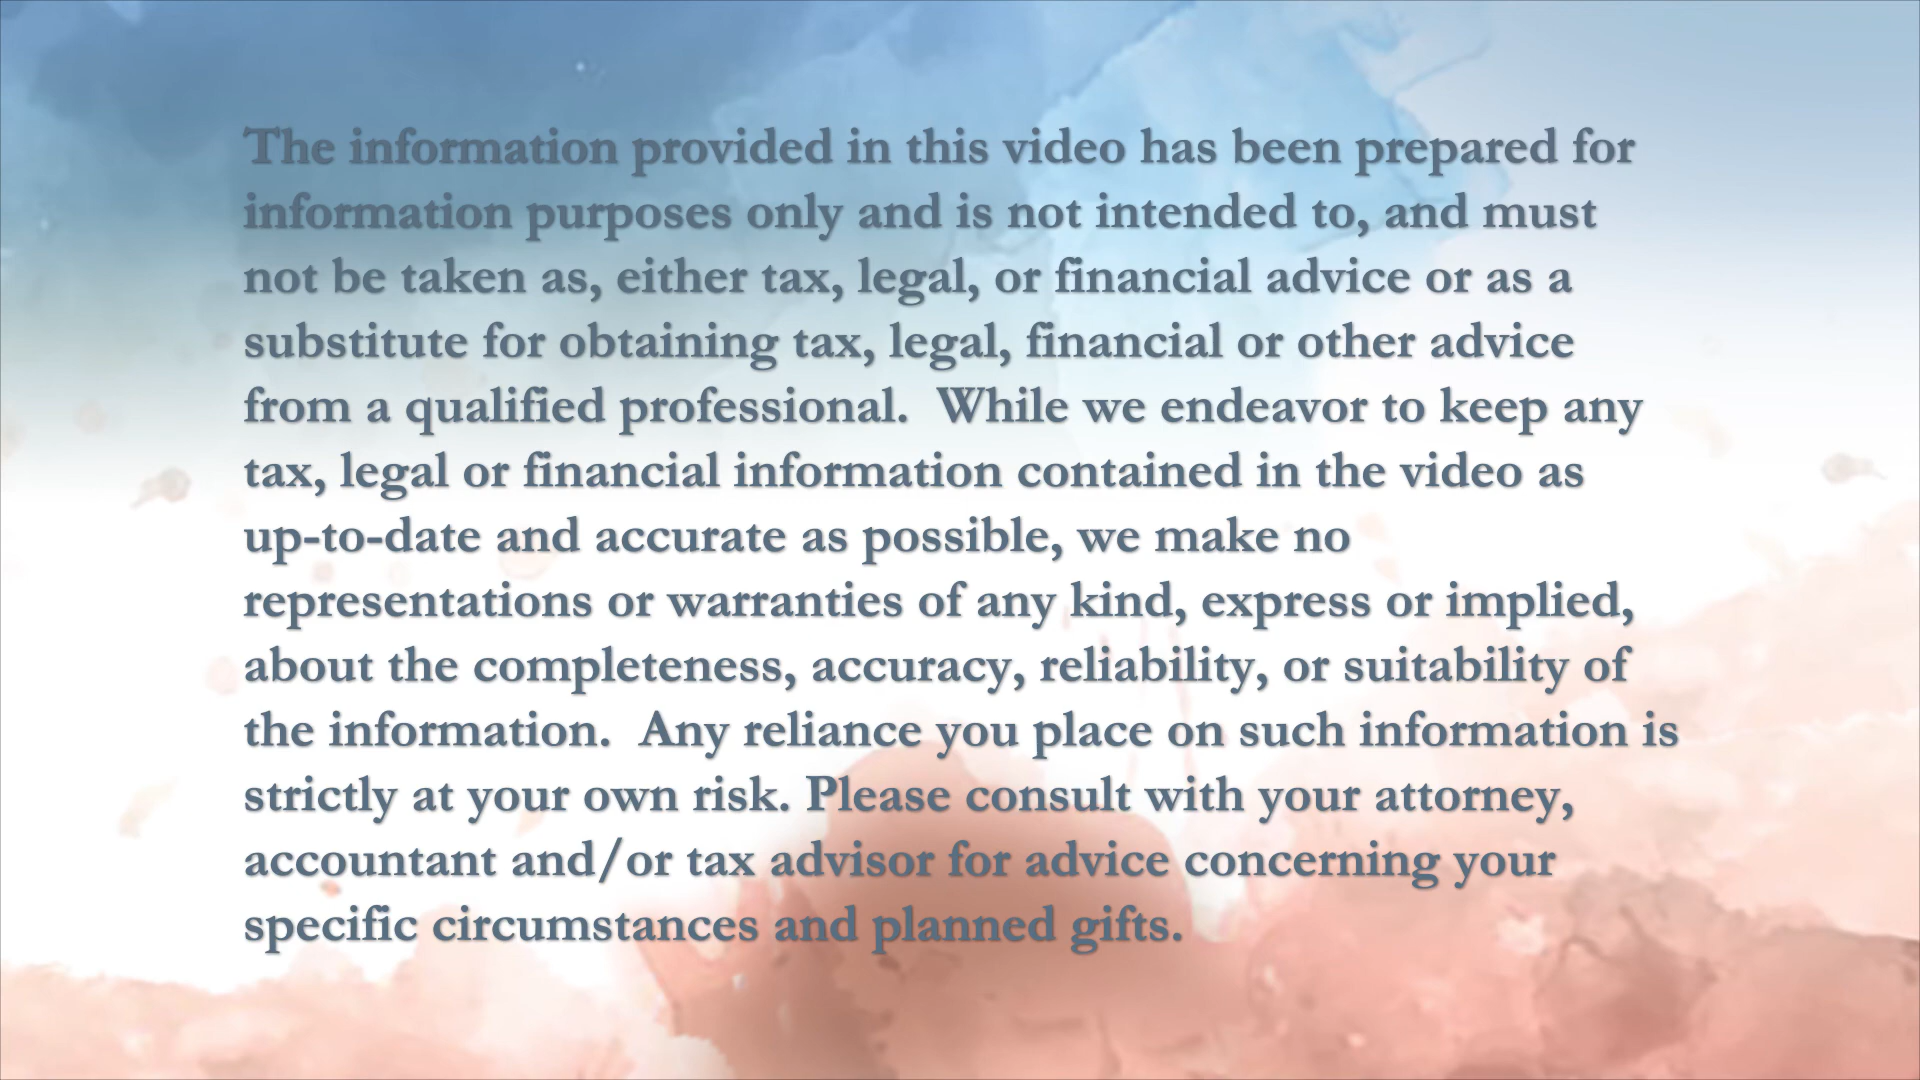 The information provided in this video has been prepared for
information purposes only and is not intended to, and must
not be taken as, either tax, legal, or financial advice or as a
substitute for obtaining tax, legal, financial or other advice
from a qualified professional.  While we endeavor to keep any
tax, legal or financial information contained in the video as
up-to-date and accurate as possible, we make no
representations or warranties of any kind, express or implied,
about the completeness, accuracy, reliability, or suitability of
the information.  Any reliance you place on such information is
strictly at your own risk. Please consult with your attorney,
accountant and/or tax advisor for advice concerning your
specific circumstances and planned gifts.